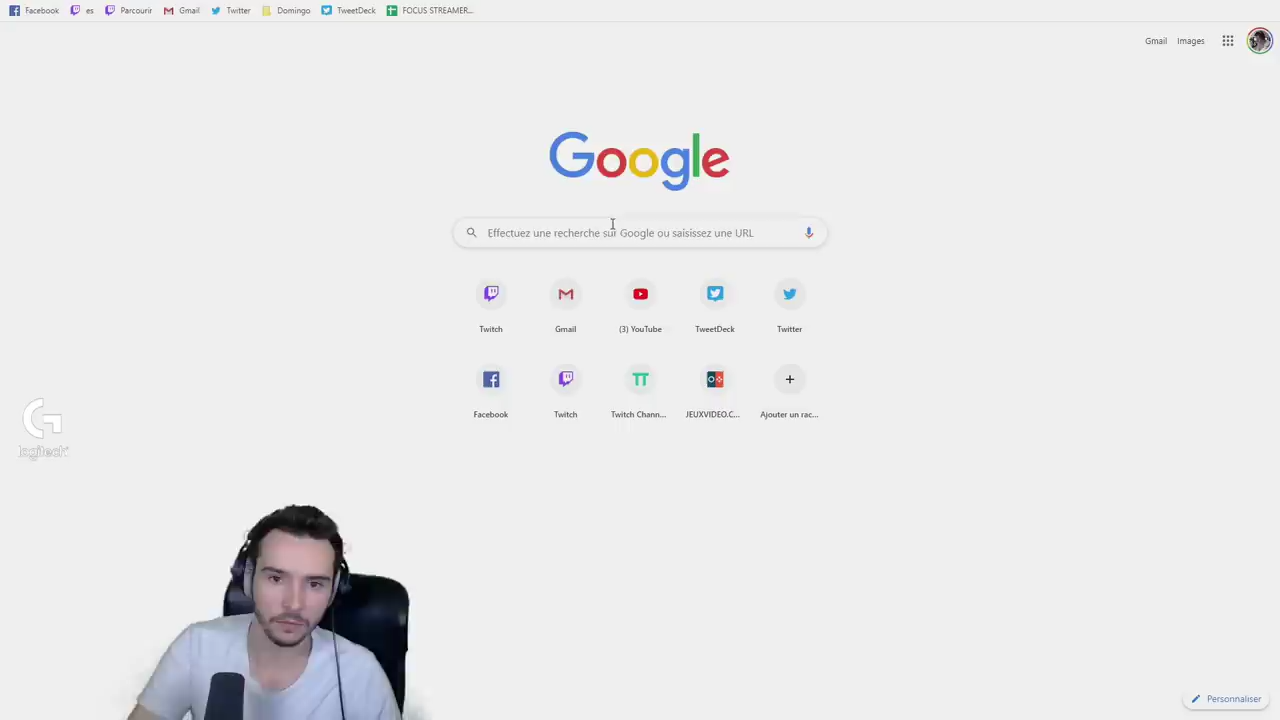 Facebook es Parcourir Gmail Twitter Domingo TweetDeck FOCUS STREAMER...
Gmail Images
Google
Effectuez une recherche sur Google ou saisissez une URL
Twitch Gmail (3) YouTube TweetDeck Twitter
Facebook Twitch Twitch Chann... JEUXVIDEO.C... Ajouter un rac...
logitech
Personnaliser